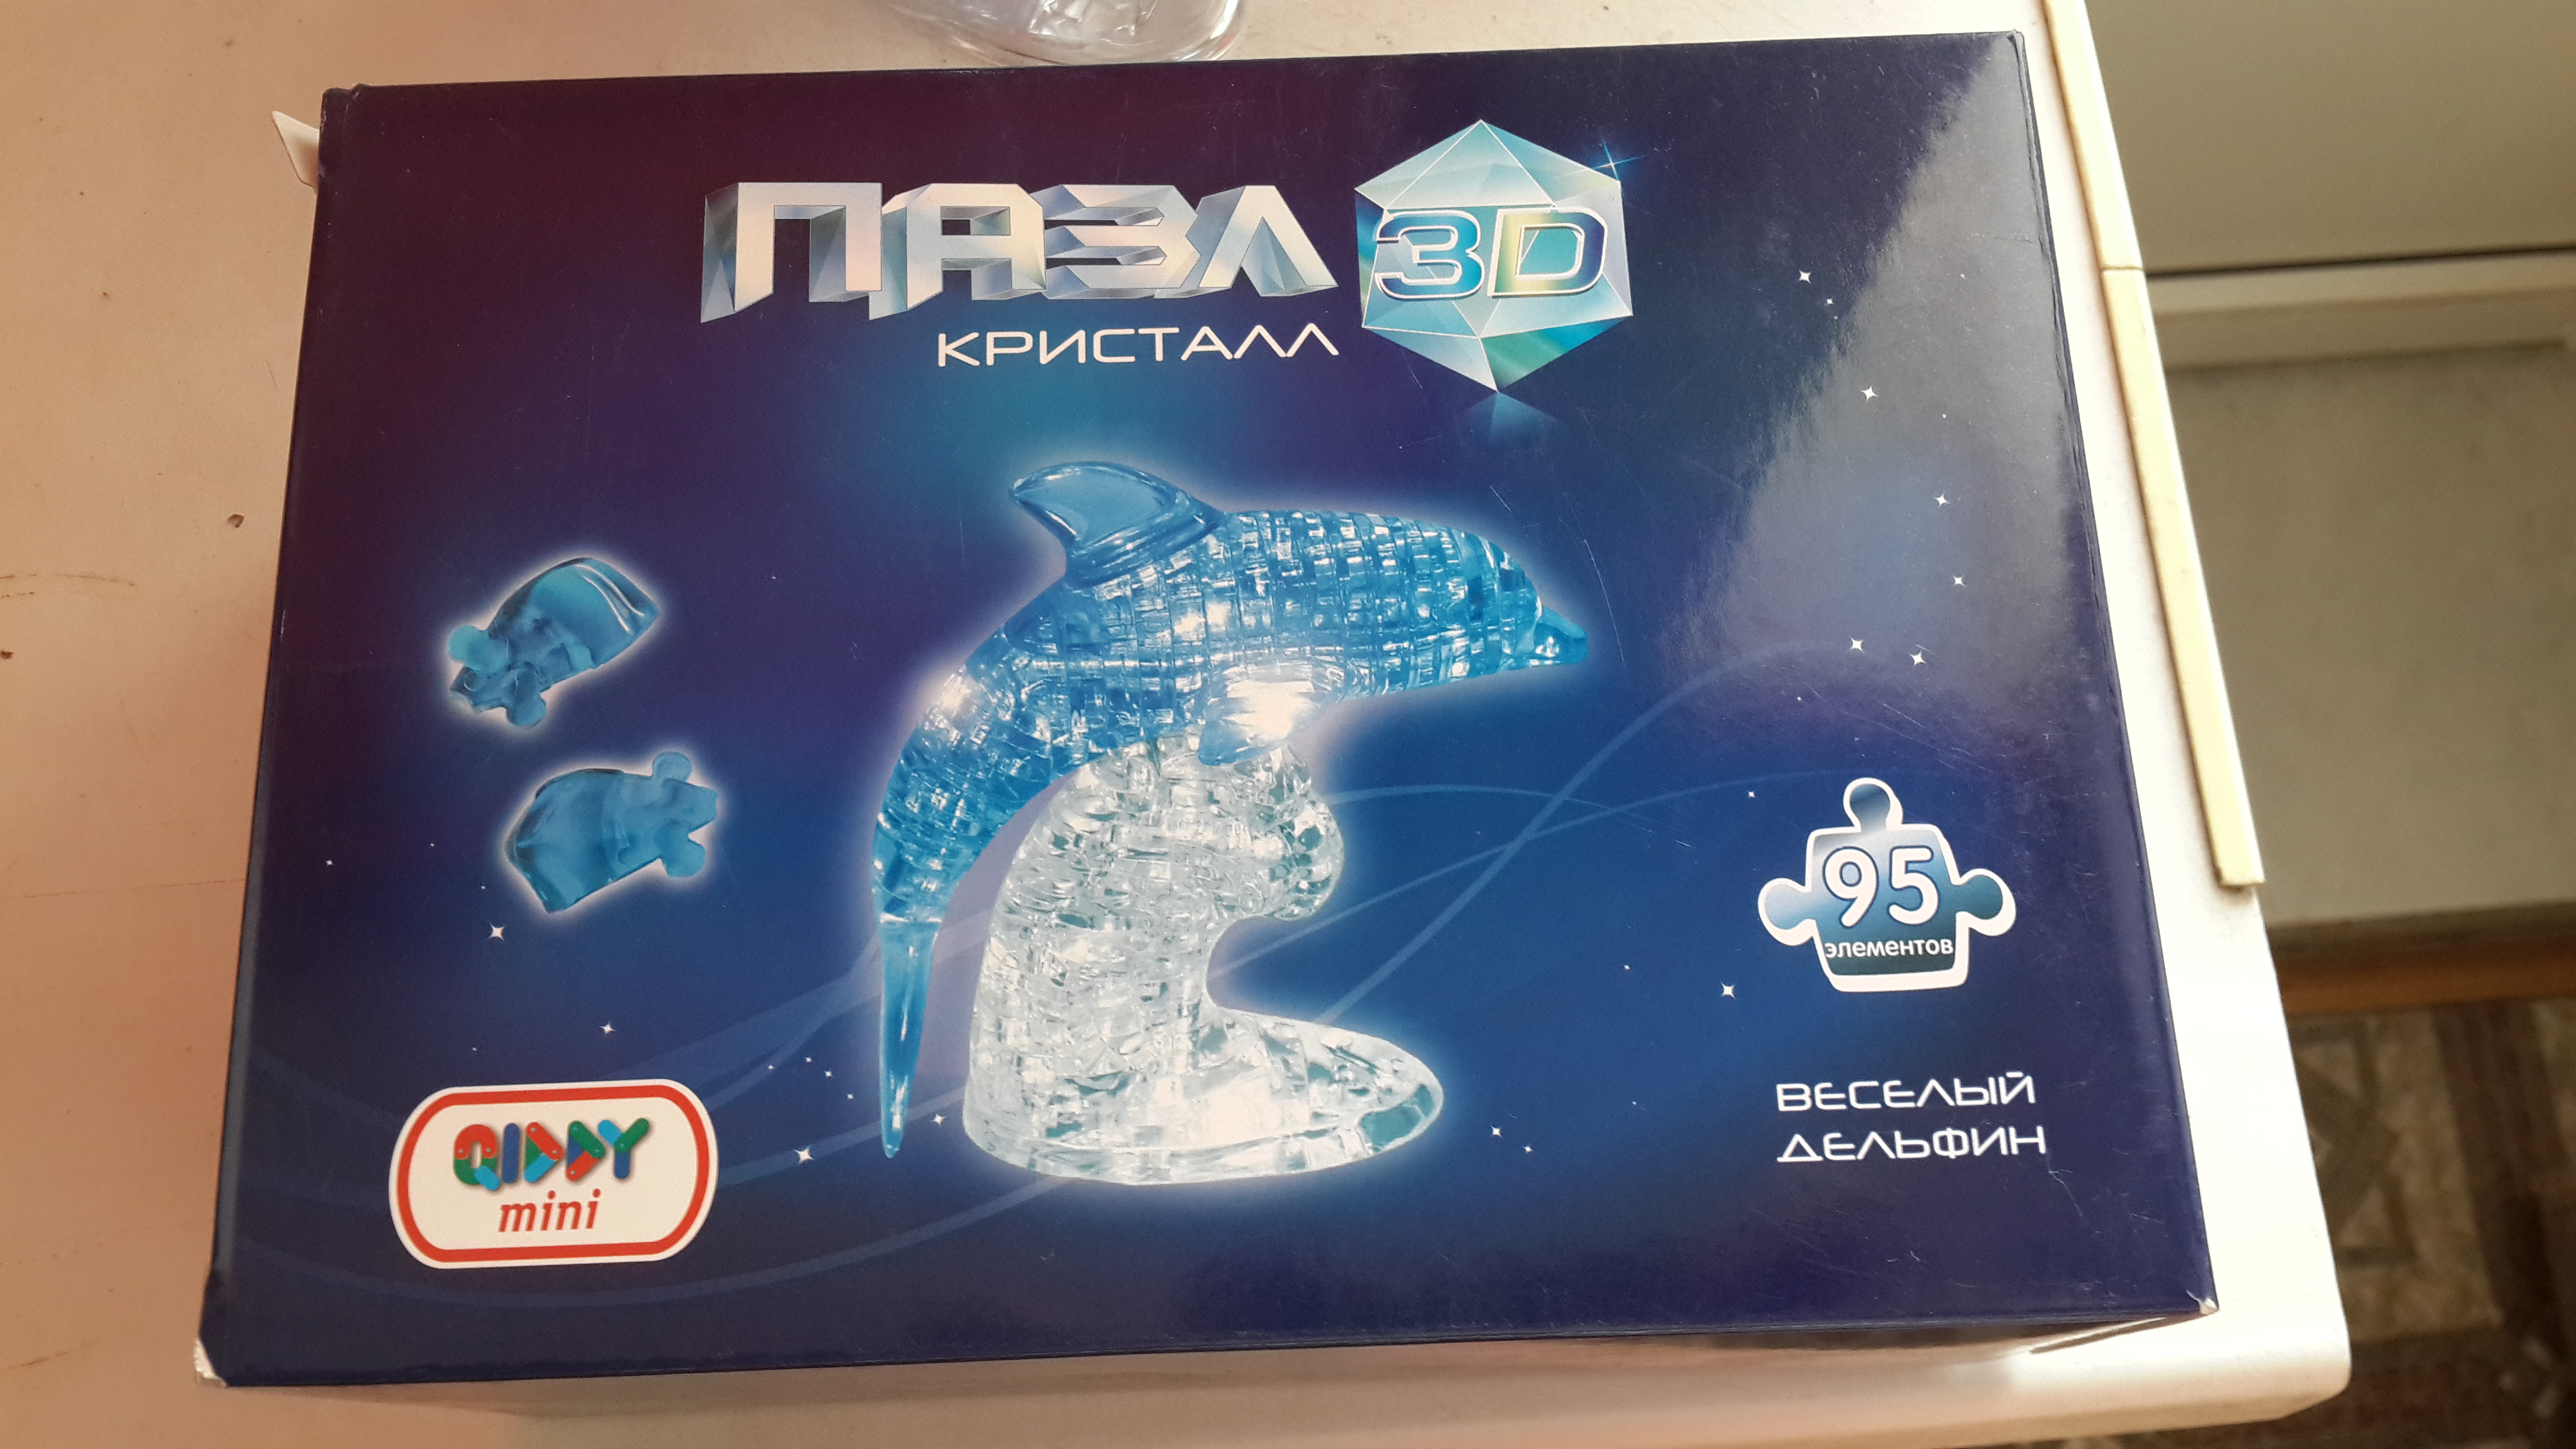 ПАЗЛ 3D
КРИСТАЛЛ
95
элементов
ВЕСЕЛЫЙ
ДЕЛЬФИН
QIDDY
mini